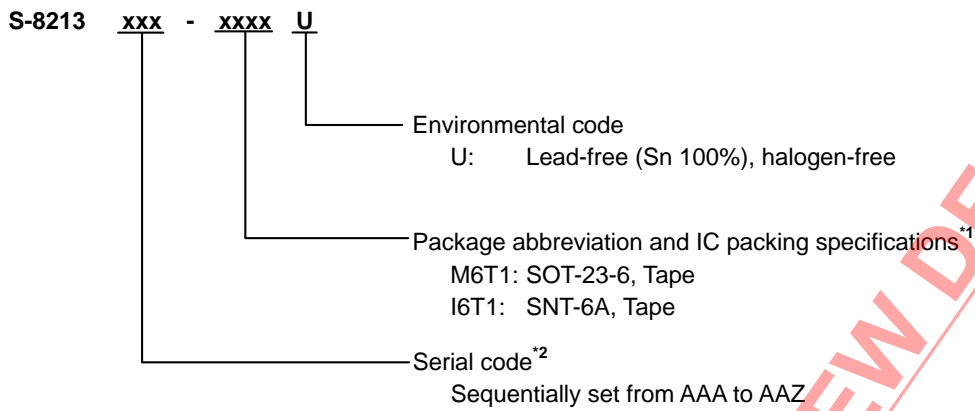 S-8213 xxx - xxxx U
Environmental code
U: Lead-free (Sn 100%), halogen-free
Package abbreviation and IC packing specifications*1
M6T1: SOT-23-6, Tape
I6T1: SNT-6A, Tape
Serial code*2
Sequentially set from AAA to AAZ